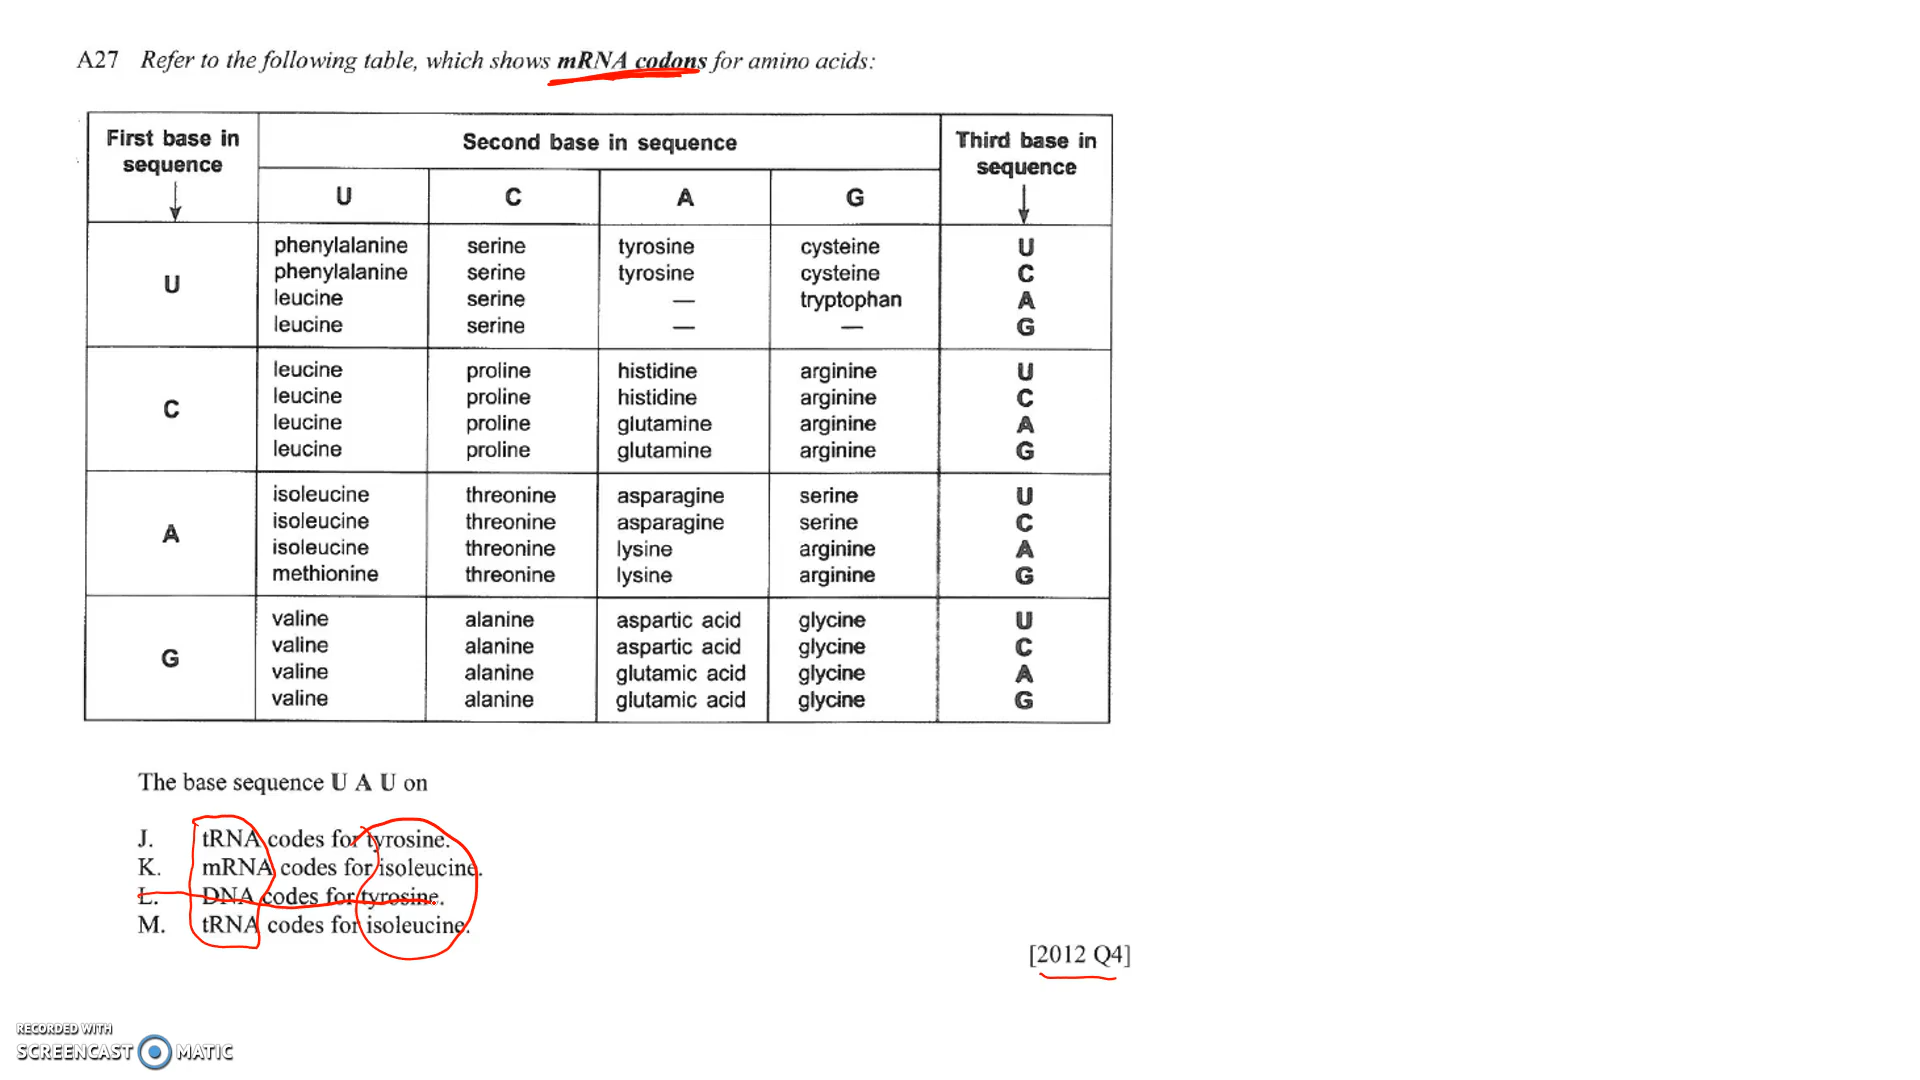 A27 Refer to the following table, which shows mRNA codons for amino acids:
First base in sequence
Second base in sequence
Third base in sequence
U C A G
U
phenylalanine serine tyrosine cysteine U
phenylalanine serine tyrosine cysteine C
leucine serine — tryptophan A
leucine serine — — G
C
leucine proline histidine arginine U
leucine proline histidine arginine C
leucine proline glutamine arginine A
leucine proline glutamine arginine G
A
isoleucine threonine asparagine serine U
isoleucine threonine asparagine serine C
isoleucine threonine lysine arginine A
methionine threonine lysine arginine G
G
valine alanine aspartic acid glycine U
valine alanine aspartic acid glycine C
valine alanine glutamic acid glycine A
valine alanine glutamic acid glycine G
The base sequence U A U on
J. tRNA codes for tyrosine.
K. mRNA codes for isoleucine.
L. DNA codes for tyrosine.
M. tRNA codes for isoleucine.
[2012 Q4]
RECORDED WITH
SCREENCAST MATIC